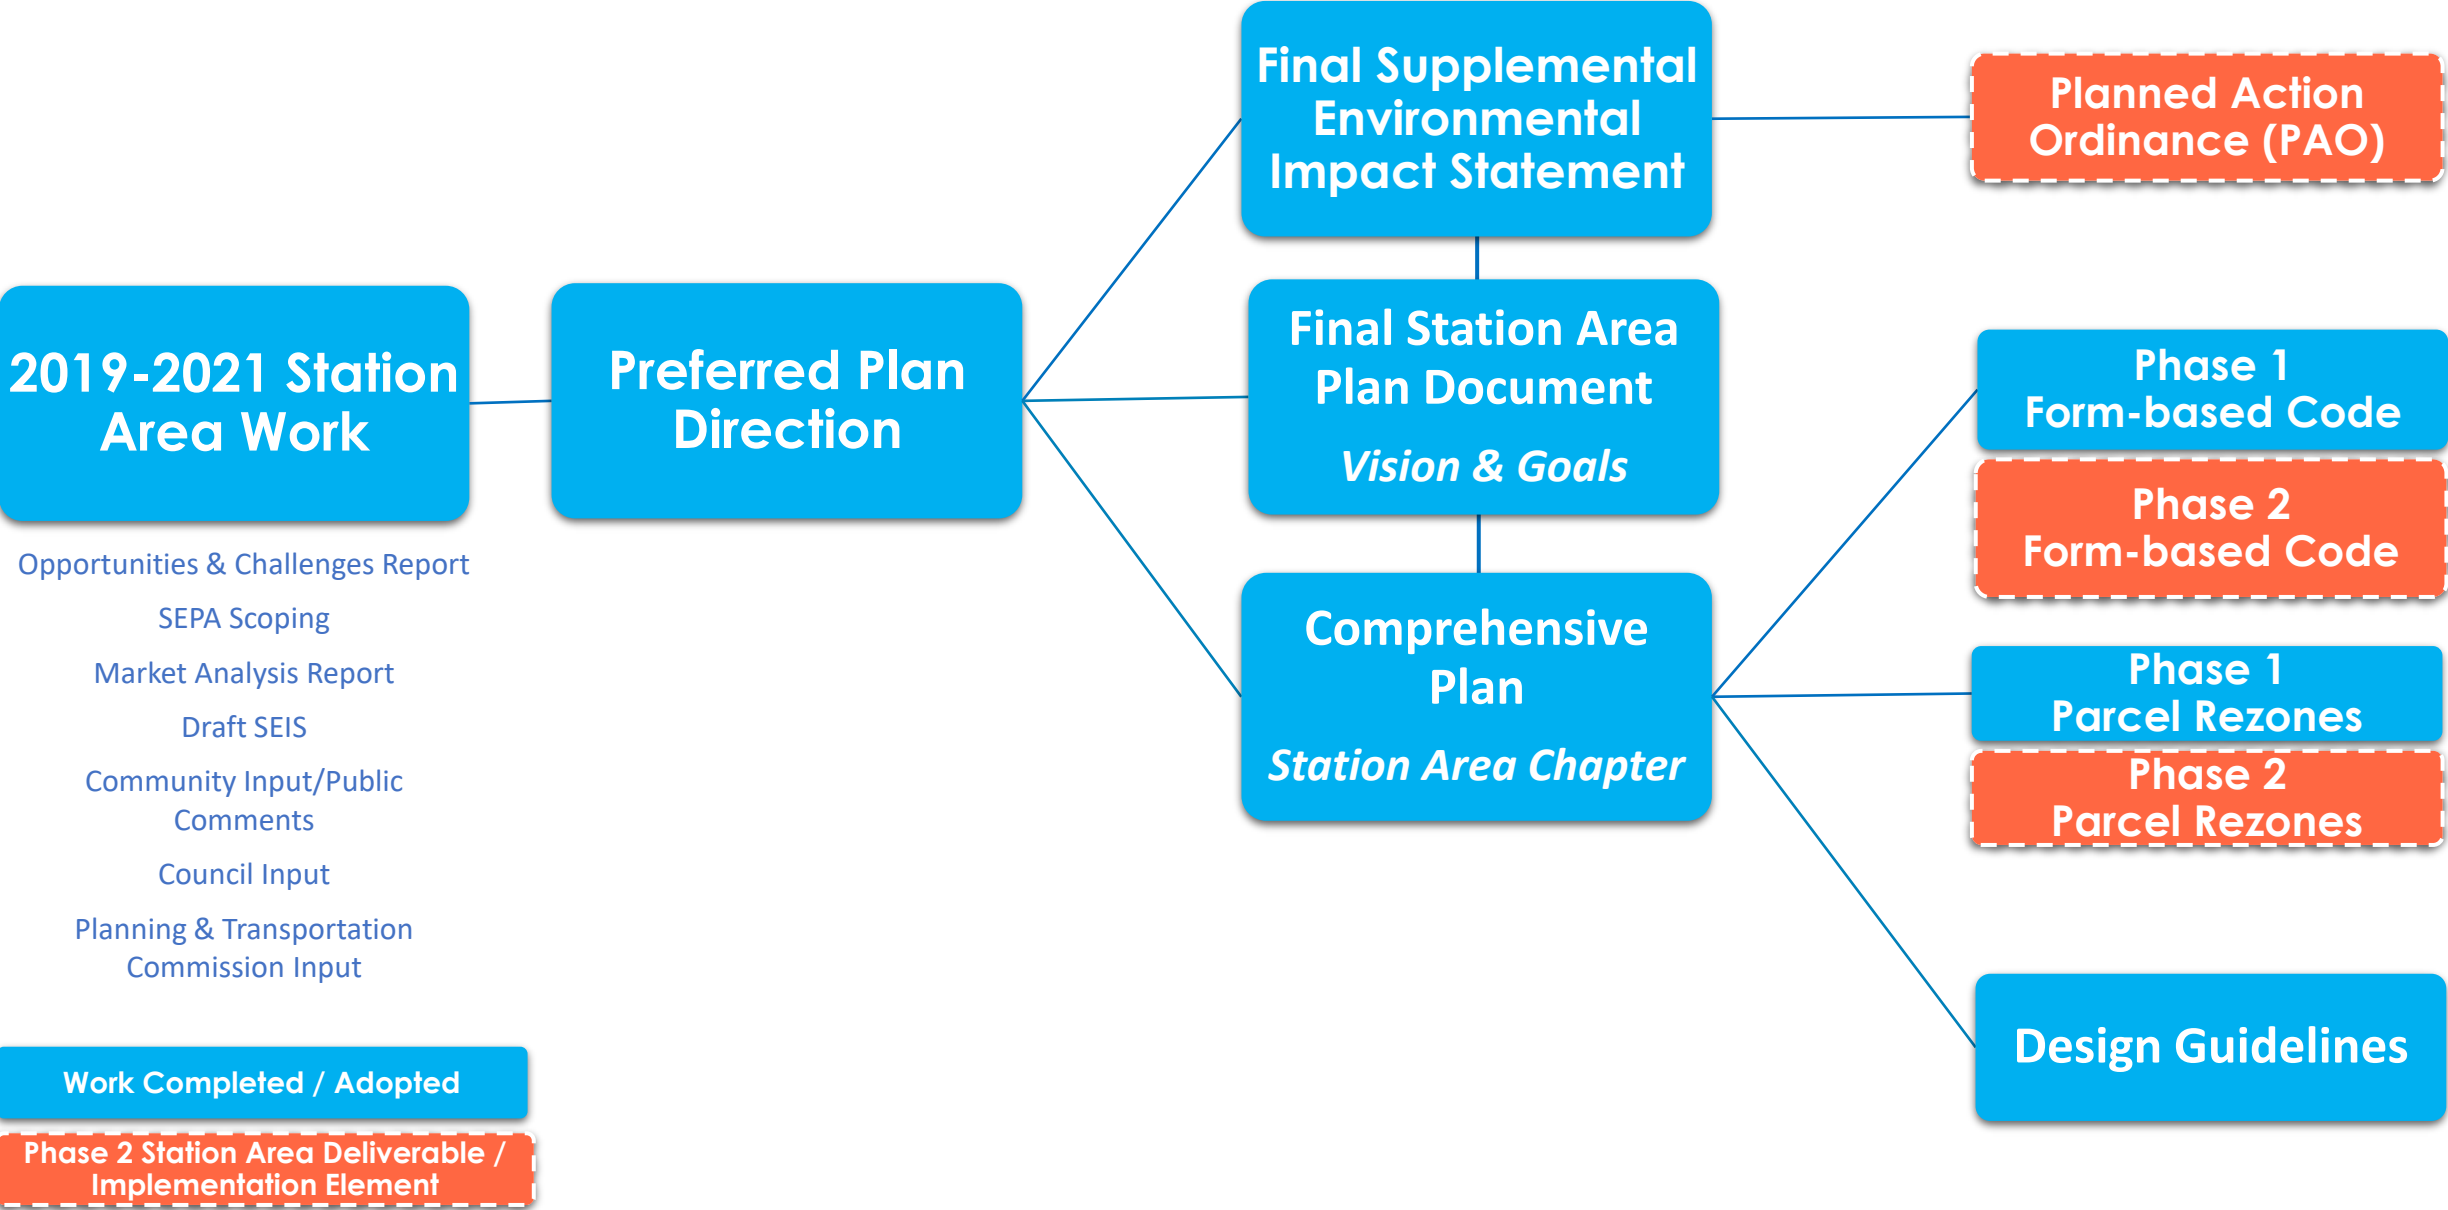 2019-2021 Station
Area Work
Opportunities & Challenges Report
SEPA Scoping
Market Analysis Report
Draft SEIS
Community Input/Public
Comments
Council Input
Planning & Transportation
Commission Input
Work Completed / Adopted
Phase 2 Station Area Deliverable /
Implementation Element
Preferred Plan
Direction
Final Supplemental
Environmental
Impact Statement
Final Station Area
Plan Document
Vision & Goals
Comprehensive
Plan
Station Area Chapter
Planned Action
Ordinance (PAO)
Phase 1
Form-based Code
Phase 2
Form-based Code
Phase 1
Parcel Rezones
Phase 2
Parcel Rezones
Design Guidelines